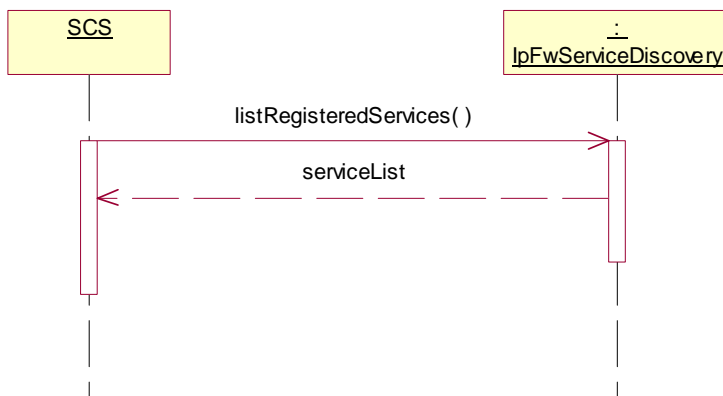 SCS
:
IpFwServiceDiscovery
listRegisteredServices( )
serviceList